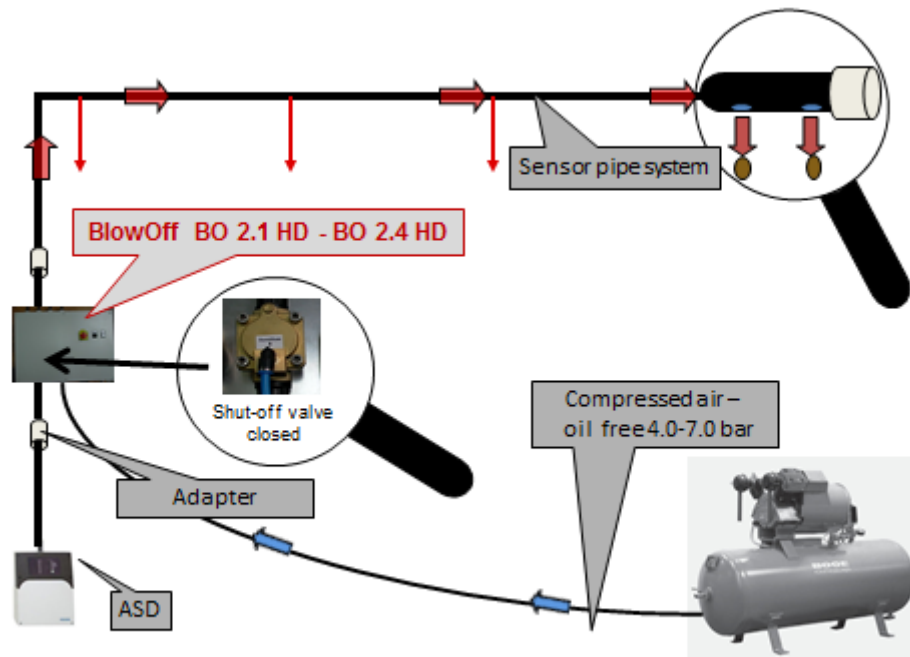 Sensor pipe system
BlowOff BO 2.1 HD - BO 2.4 HD
Shut-off valve
closed
Compressed air –
oil free 4.0-7.0 bar
Adapter
BOGE
ASD